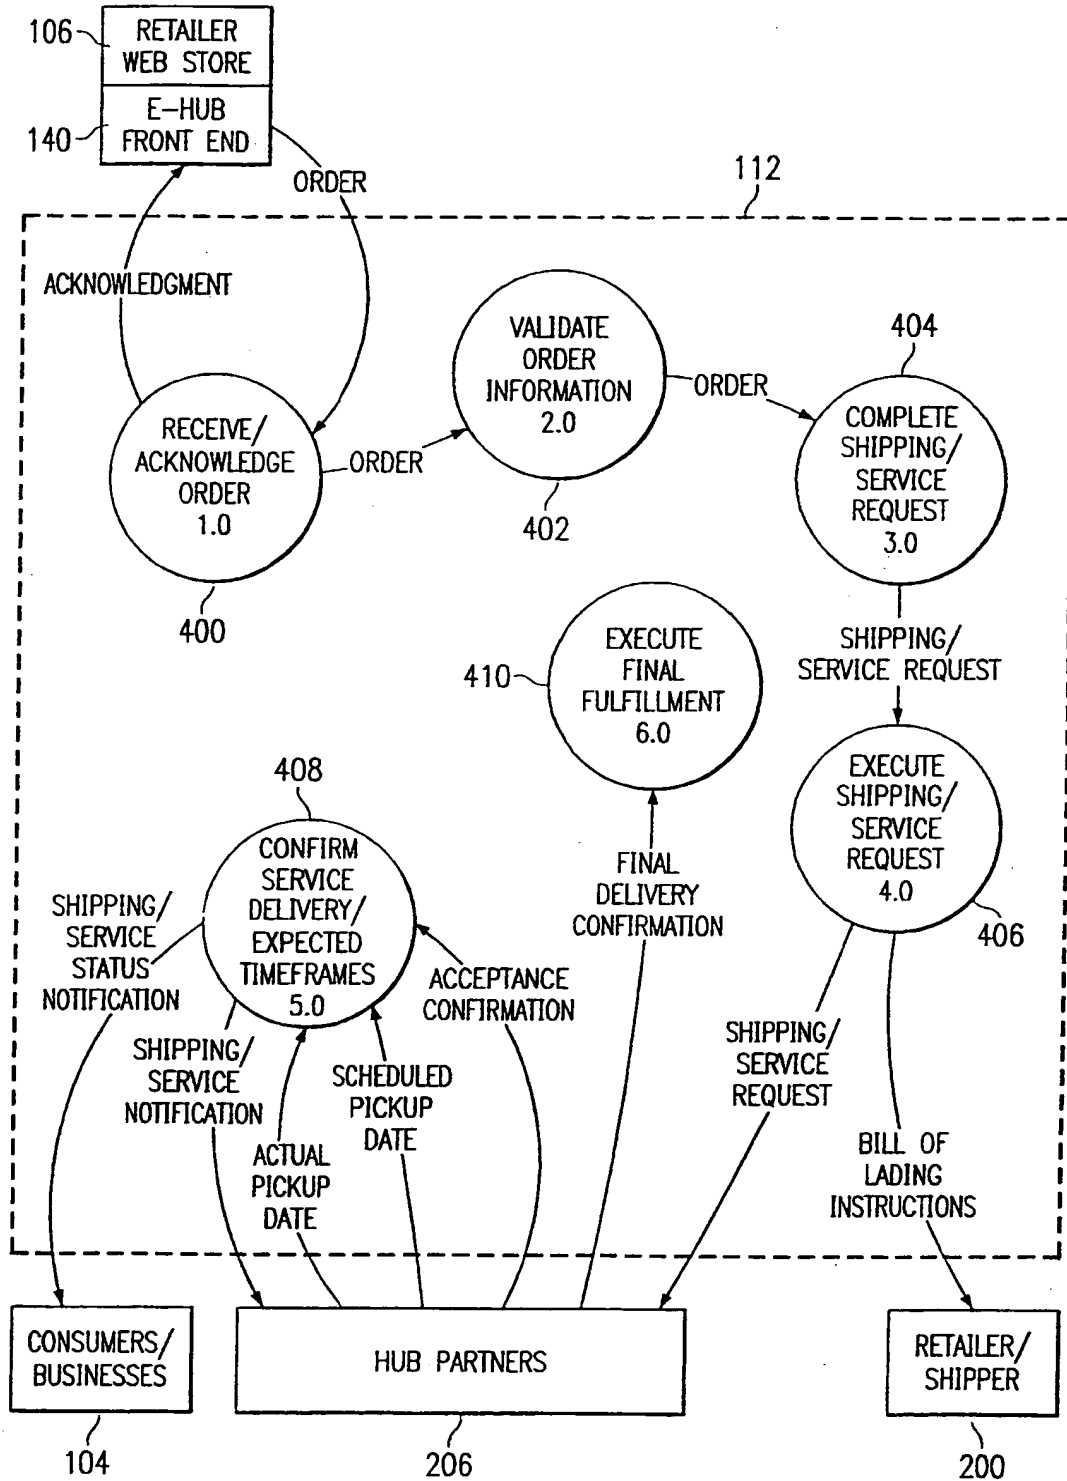 106
RETAILER
WEB STORE
140
E-HUB
FRONT END
ORDER
112
ACKNOWLEDGMENT
RECEIVE/
ACKNOWLEDGE
ORDER
1.0
400
ORDER
VALIDATE
ORDER
INFORMATION
2.0
402
ORDER
404
COMPLETE
SHIPPING/
SERVICE
REQUEST
3.0
SHIPPING/
SERVICE REQUEST
410
EXECUTE
FINAL
FULFILLMENT
6.0
EXECUTE
SHIPPING/
SERVICE
REQUEST
4.0
406
408
CONFIRM
SERVICE
DELIVERY/
EXPECTED
TIMEFRAMES
5.0
SHIPPING/
SERVICE
STATUS
NOTIFICATION
SHIPPING/
SERVICE
NOTIFICATION
ACTUAL
PICKUP
DATE
SCHEDULED
PICKUP
DATE
ACCEPTANCE
CONFIRMATION
FINAL
DELIVERY
CONFIRMATION
SHIPPING/
SERVICE
REQUEST
BILL OF
LADING
INSTRUCTIONS
CONSUMERS/
BUSINESSES
104
HUB PARTNERS
206
RETAILER/
SHIPPER
200